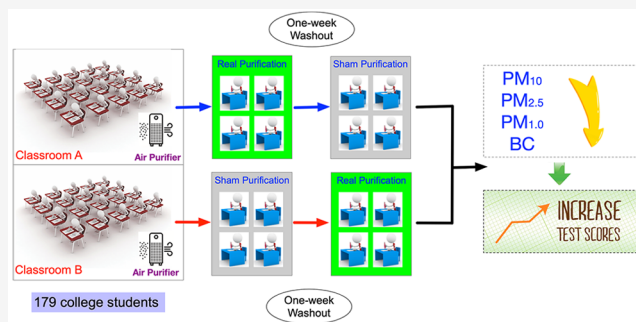 One-week
Washout
Real Purification
Sham Purification
Classroom A
Air Purifier
Sham Purification
Real Purification
Classroom B
Air Purifier
179 college students
One-week
Washout
PM10
PM2.5
PM1.0
BC
INCREASE
TEST SCORES